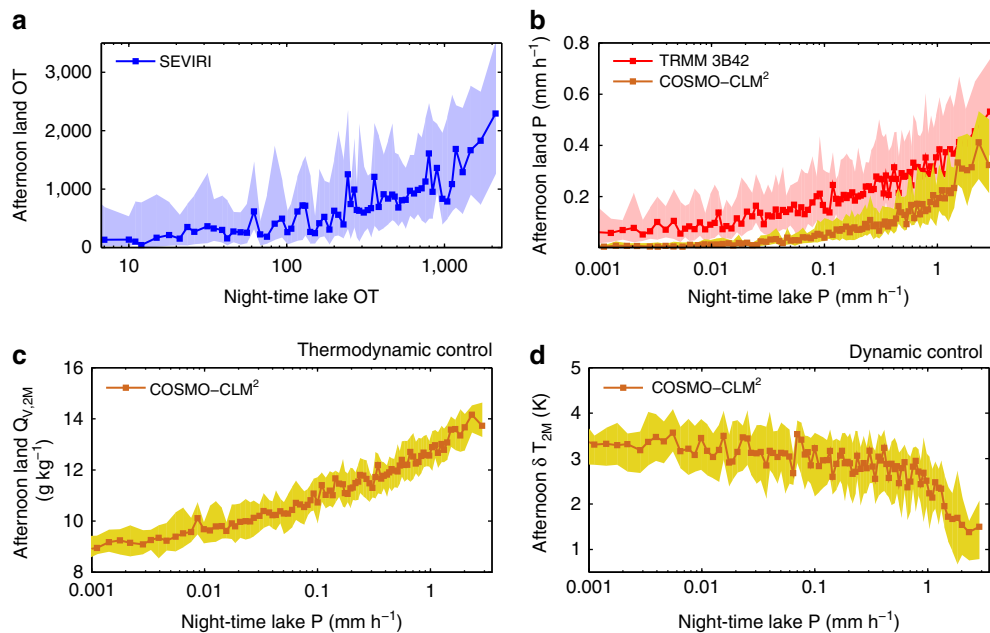 a
SEVIRI
3,000
2,000
1,000
0
10
100
1,000
Afternoon land OT
Night-time lake OT
b
TRMM 3B42
COSMO–CLM²
0.8
0.6
0.4
0.2
0.001
0.01
0.1
1
Afternoon land P (mm h⁻¹)
Night-time lake P (mm h⁻¹)
c
Thermodynamic control
COSMO–CLM²
16
14
12
10
8
0.001
0.01
0.1
1
Afternoon land Q_V,2M
(g kg⁻¹)
Night-time lake P (mm h⁻¹)
d
Dynamic control
COSMO–CLM²
5
4
3
2
1
0.001
0.01
0.1
1
Afternoon δ T_2M (K)
Night-time lake P (mm h⁻¹)